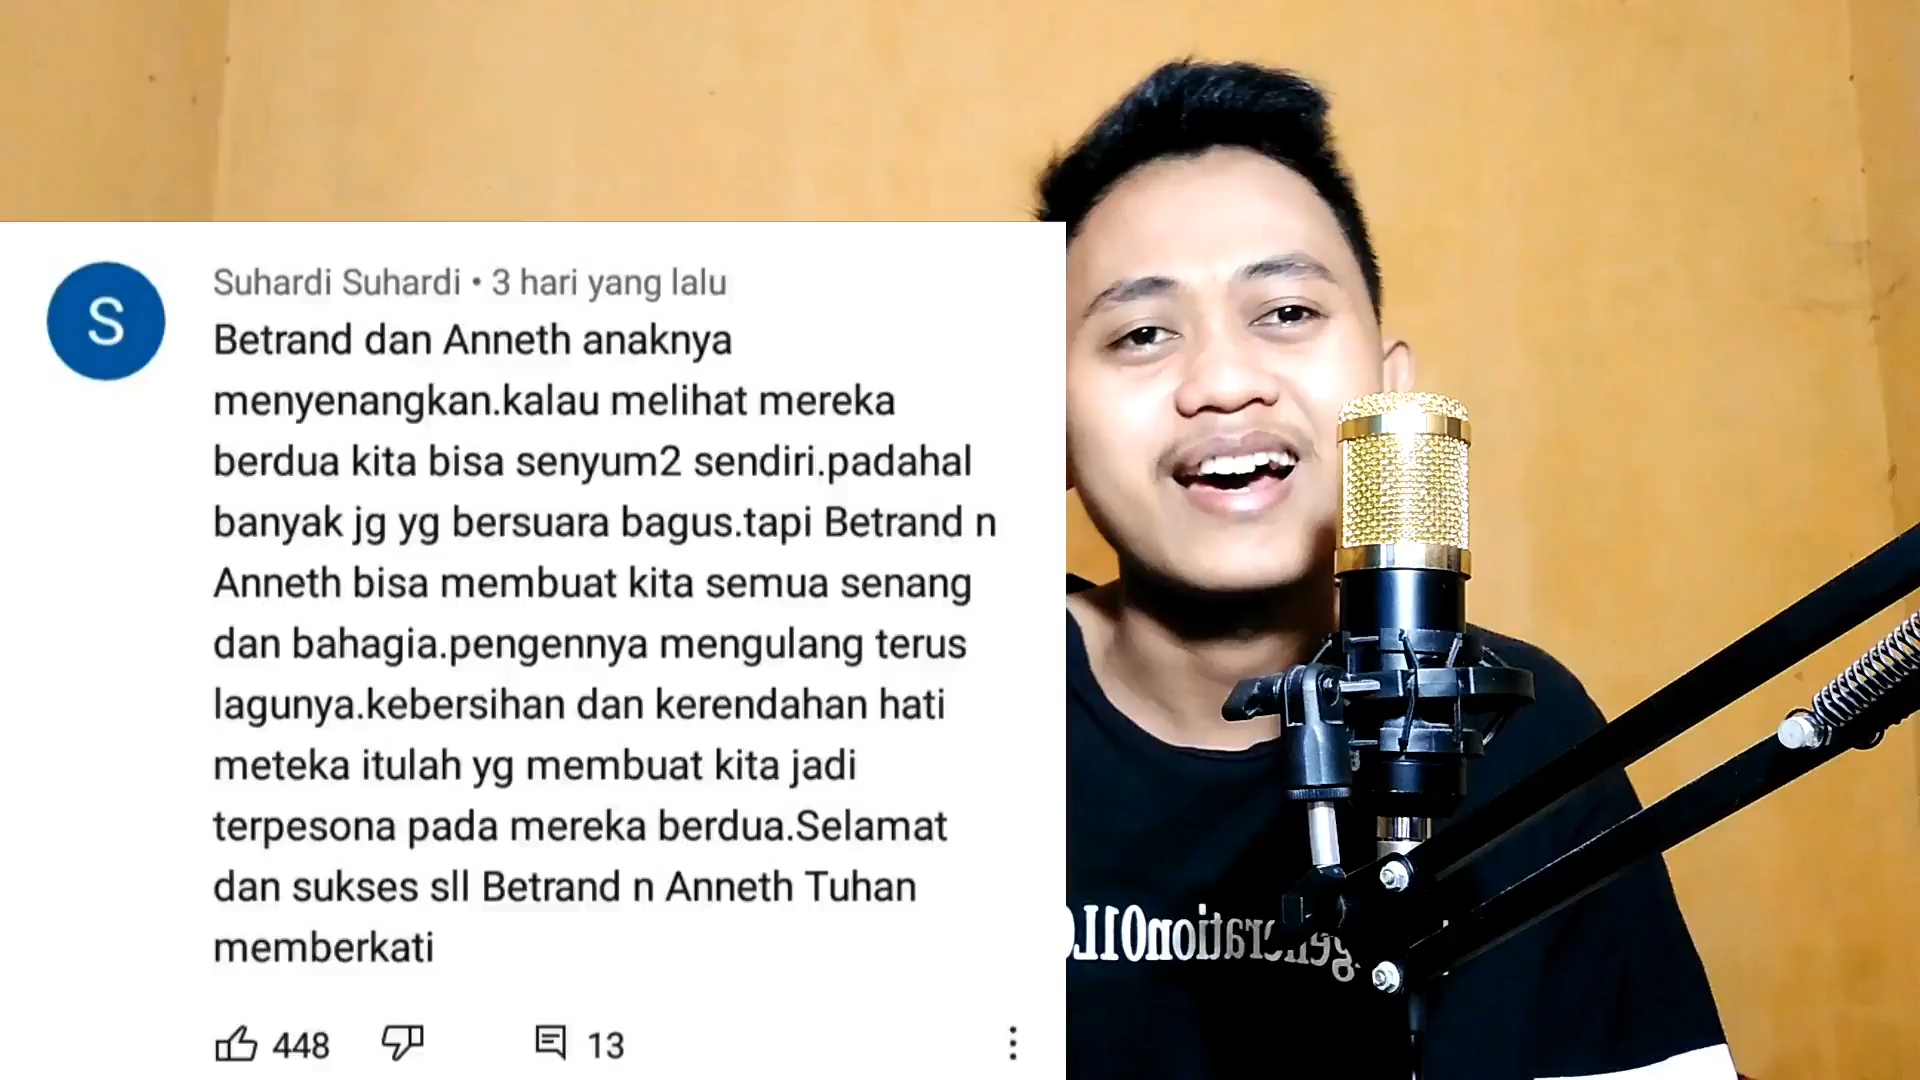 S
Suhardi Suhardi • 3 hari yang lalu
Betrand dan Anneth anaknya
menyenangkan.kalau melihat mereka
berdua kita bisa senyum2 sendiri.padahal
banyak jg yg bersuara bagus.tapi Betrand n
Anneth bisa membuat kita semua senang
dan bahagia.pengennya mengulang terus
lagunya.kebersihan dan kerendahan hati
meteka itulah yg membuat kita jadi
terpesona pada mereka berdua.Selamat
dan sukses sll Betrand n Anneth Tuhan
memberkati
448 13